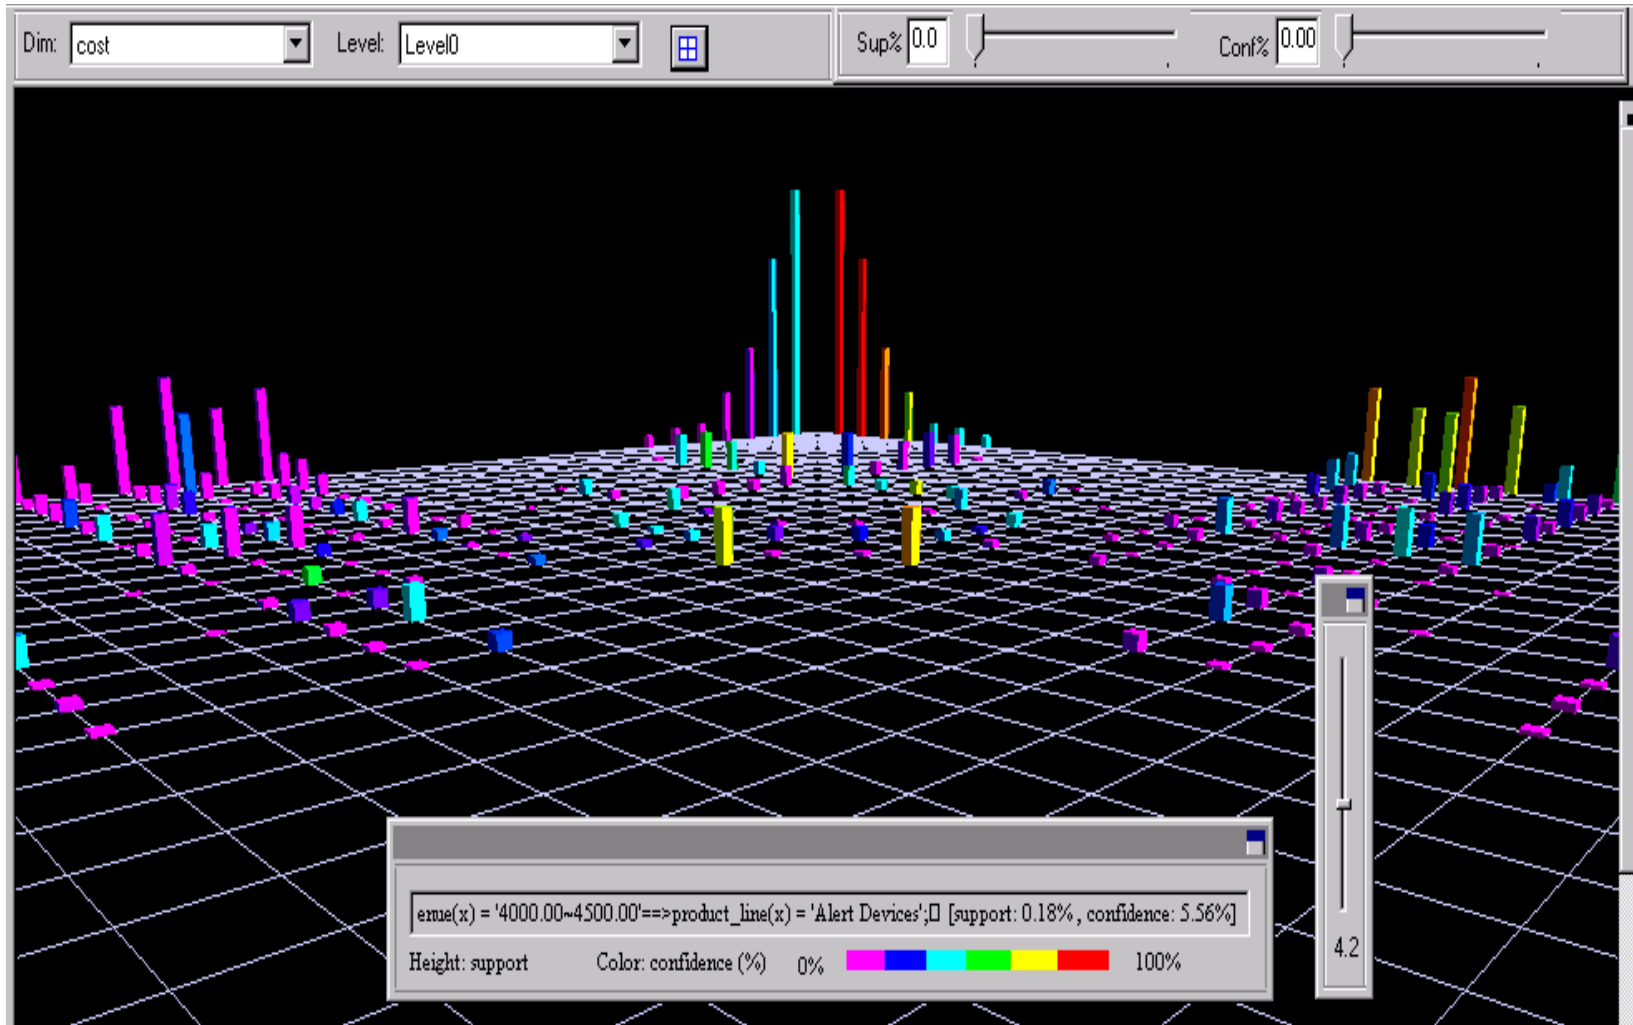 Dim: cost Level: Level0 Sup% 0.0 Conf% 0.00
enue(x) = '4000.00~4500.00'==>product_line(x) = 'Alert Devices';▯ [support: 0.18%, confidence: 5.56%]
Height: support Color: confidence (%) 0% 100%
4.2